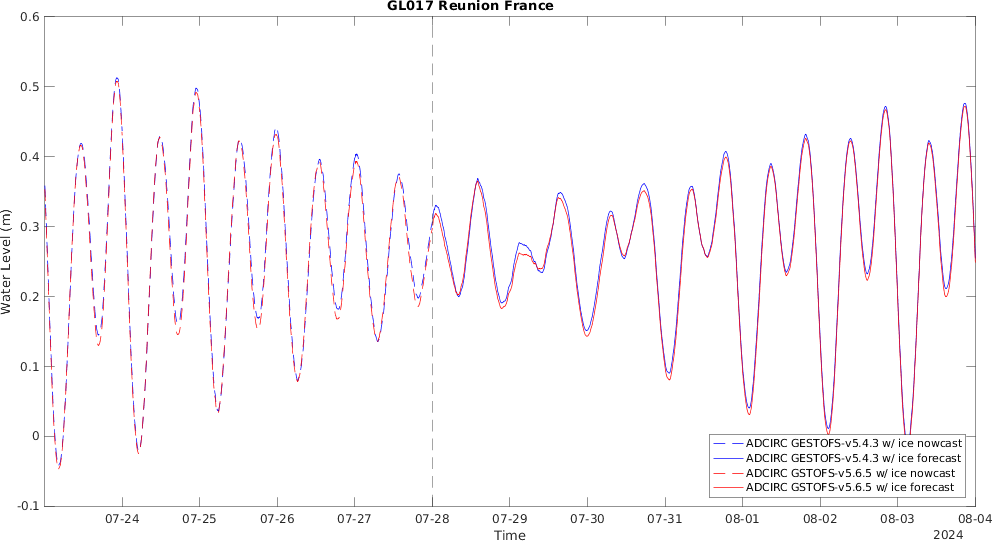 GL017 Reunion France
0.6
0.5
0.4
0.3
0.2
0.1
0
-0.1
Water Level (m)
ADCIRC GESTOFS-v5.4.3 w/ ice nowcast
ADCIRC GESTOFS-v5.4.3 w/ ice forecast
ADCIRC GSTOFS-v5.6.5 w/ ice nowcast
ADCIRC GSTOFS-v5.6.5 w/ ice forecast
07-24 07-25 07-26 07-27 07-28 07-29 07-30 07-31 08-01 08-02 08-03 08-04
Time
2024